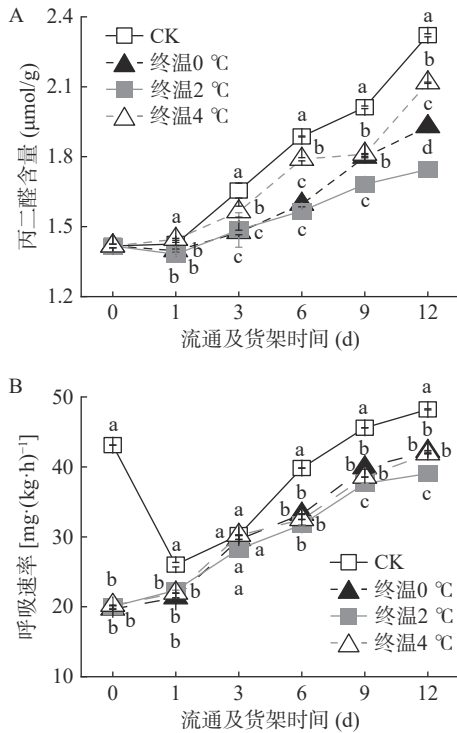 A
2.4
2.1
1.8
1.5
1.2
丙二醛含量 (μmol/g)
CK
终温0 ℃
终温2 ℃
终温4 ℃
a
a
a
a
a
b
b
b
b
b
b
b
c
c
c
c
c
c
c
b
b
d
0
1
3
6
9
12
流通及货架时间 (d)
B
50
40
30
20
10
呼吸速率 [mg·(kg·h)⁻¹]
a
a
a
a
a
a
b
b
b
b
b
b
a
a
a
a
b
b
b
b
b
b
b
b
b
b
c
c
CK
终温0 ℃
终温2 ℃
终温4 ℃
0
1
3
6
9
12
流通及货架时间 (d)